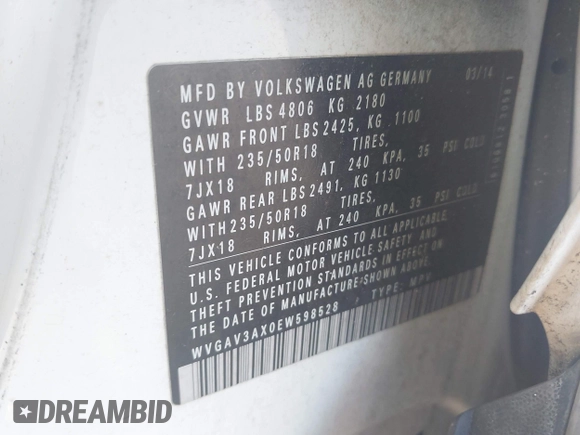 MFD BY VOLKSWAGEN AG GERMANY 03/14
GVWR LBS 4806 KG 2180
GAWR FRONT LBS 2425, KG 1100
WITH 235/50R18 TIRES,
7JX18 RIMS, AT 240 KPA, 35 PSI COLD
GAWR REAR LBS 2491, KG 1130
WITH 235/50R18 TIRES,
7JX18 RIMS, AT 240 KPA, 35 PSI COLD
THIS VEHICLE CONFORMS TO ALL APPLICABLE
U.S. FEDERAL MOTOR VEHICLE SAFETY AND
THEFT PREVENTION STANDARDS IN EFFECT ON
THE DATE OF MANUFACTURE/SHOWN ABOVE.
WVGAV3AX0EW598528 TYPE: MPV
DREAMBID